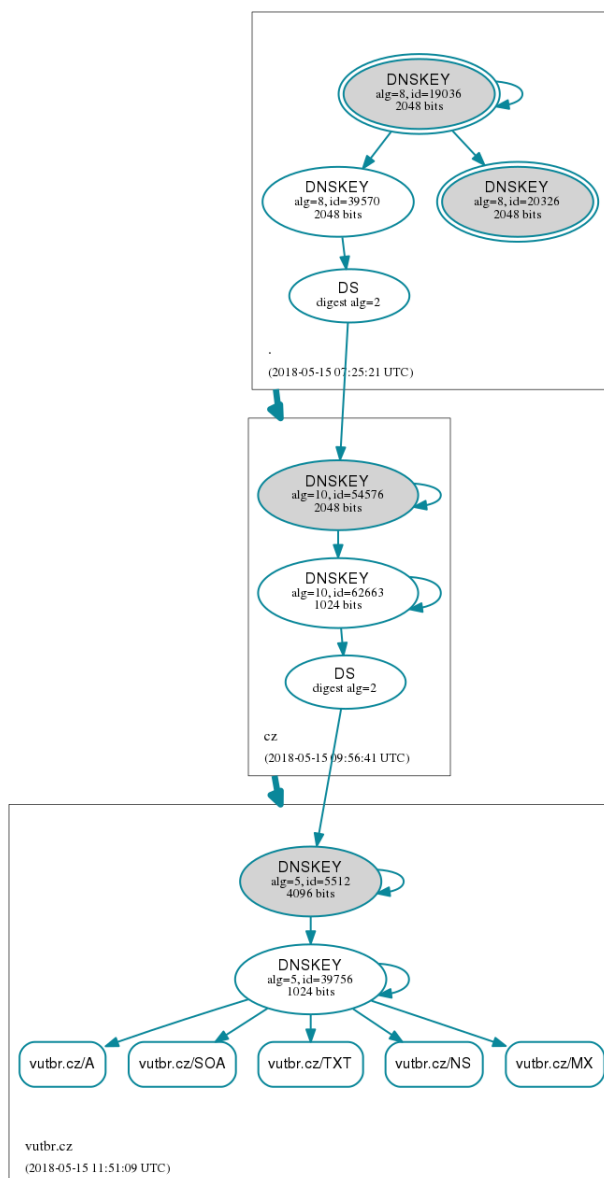 DNSKEY
alg=8, id=19036
2048 bits
DNSKEY
alg=8, id=39570
2048 bits
DNSKEY
alg=8, id=20326
2048 bits
DS
digest alg=2
.
(2018-05-15 07:25:21 UTC)
DNSKEY
alg=10, id=54576
2048 bits
DNSKEY
alg=10, id=62663
1024 bits
DS
digest alg=2
cz
(2018-05-15 09:56:41 UTC)
DNSKEY
alg=5, id=5512
4096 bits
DNSKEY
alg=5, id=39756
1024 bits
vutbr.cz/A
vutbr.cz/SOA
vutbr.cz/TXT
vutbr.cz/NS
vutbr.cz/MX
vutbr.cz
(2018-05-15 11:51:09 UTC)